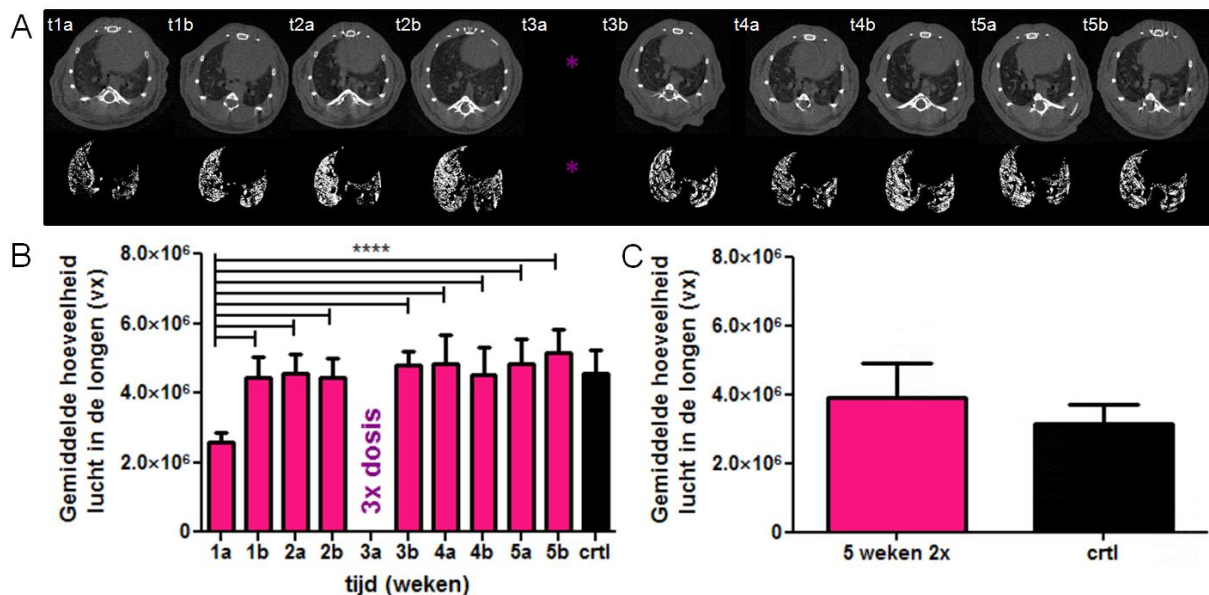 A
t1a t1b t2a t2b t3a t3b t4a t4b t5a t5b
*
*
B
Gemiddelde hoeveelheid
lucht in de longen (vx)
8.0×10⁶
6.0×10⁶
4.0×10⁶
2.0×10⁶
0
****
3x dosis
1a 1b 2a 2b 3a 3b 4a 4b 5a 5b crtl
tijd (weken)
C
Gemiddelde hoeveelheid
lucht in de longen (vx)
8.0×10⁶
6.0×10⁶
4.0×10⁶
2.0×10⁶
0
5 weken 2x crtl